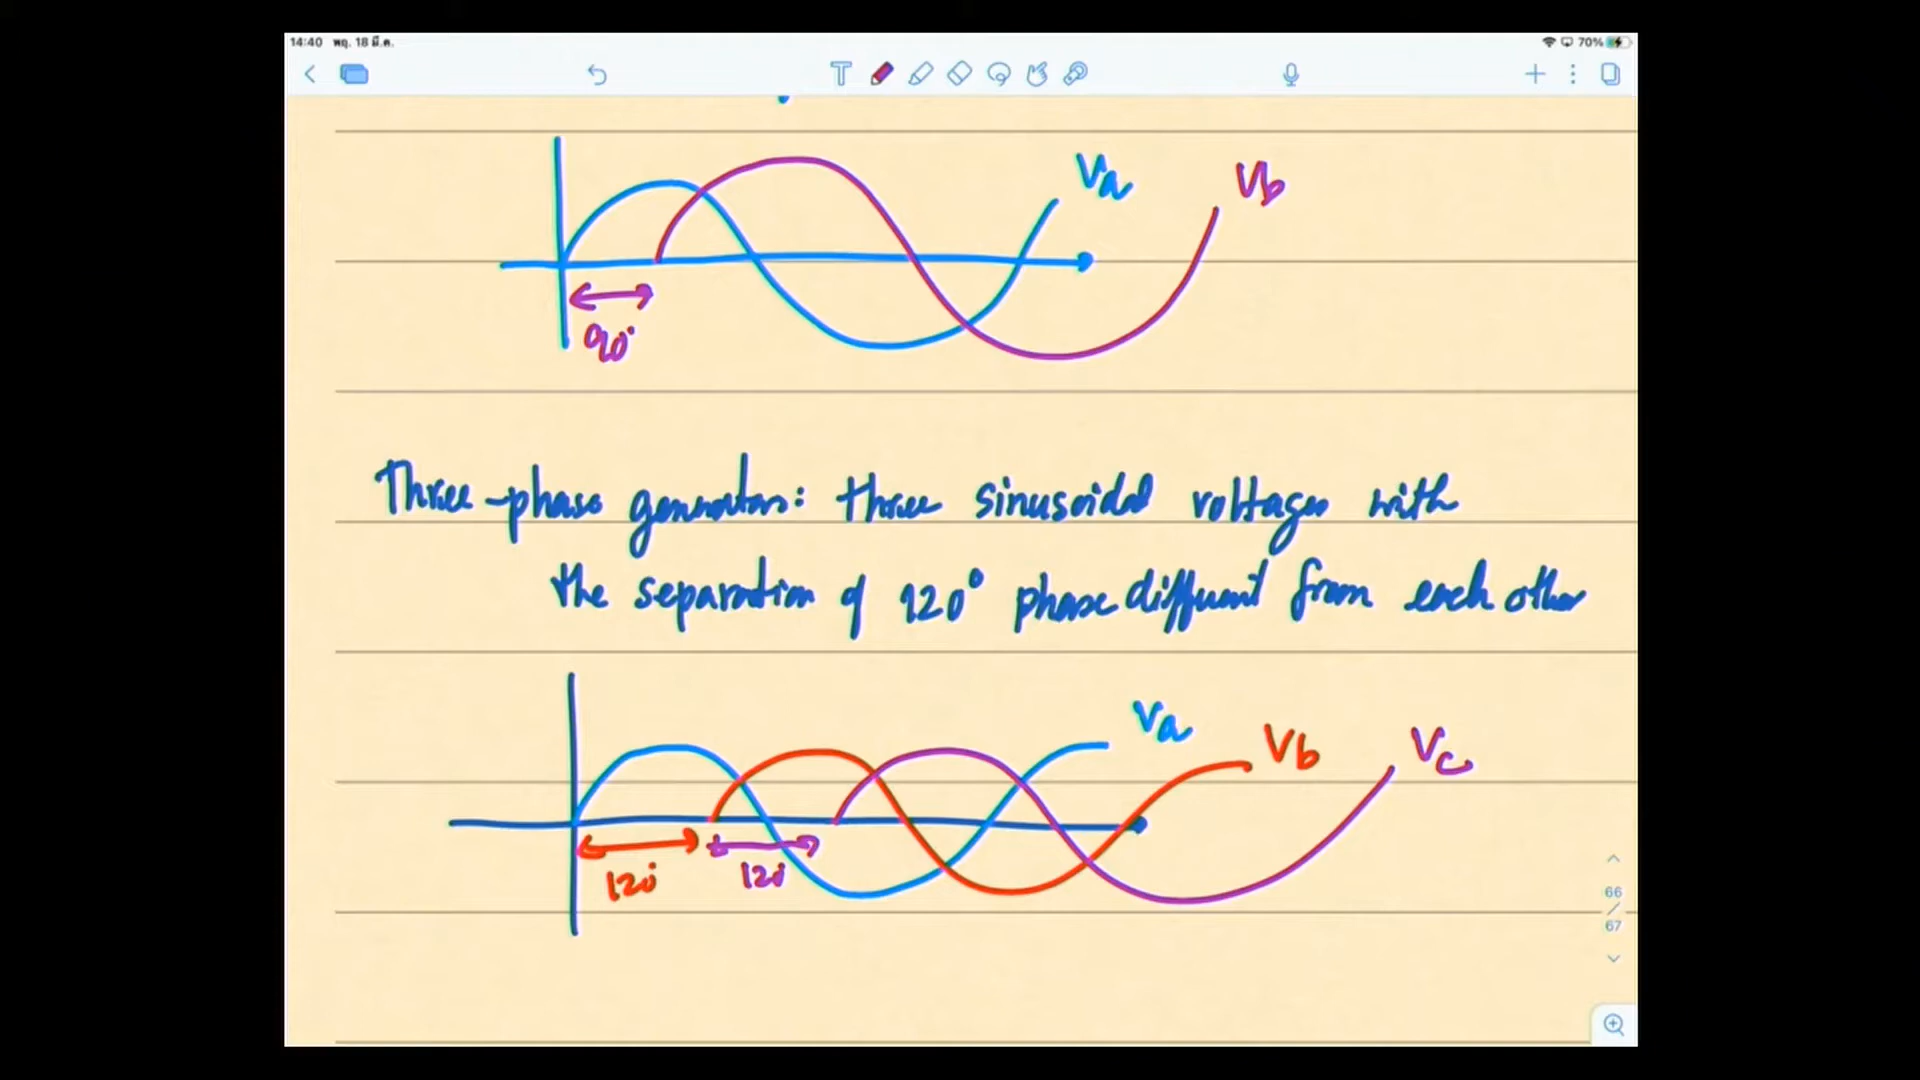 14:40 พฤ. 18 มี.ค.
70%
Va
Vb
90°
Three-phase generators: three sinusoidal voltages with
the separation of 120° phase different from each other
Va
Vb
Vc
120°
120°
66
/
67